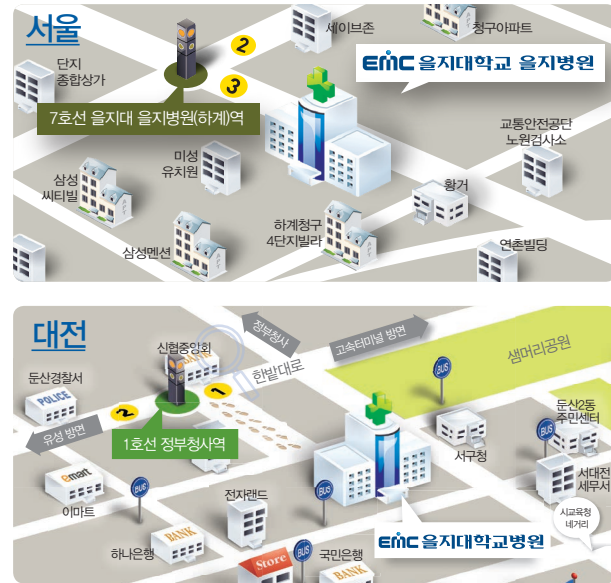 서울
세이브존
청구아파트
단지
종합상가
2
3
EMC 을지대학교 을지병원
7호선 을지대 을지병원(하계)역
교통안전공단
노원검사소
미성
유치원
삼성
씨티빌
황거
하계청구
4단지빌라
삼성멘션
연촌빌딩
대전
정부청사
고속터미널 방면
신협중앙회
한밭대로
샘머리공원
BANK
둔산경찰서
POLICE
BUS
1
2
유성 방면
1호선 정부청사역
둔산2동
주민센터
BUS
서구청
서대전
세무서
emart
이마트
BUS
전자랜드
BUS
시교육청
네거리
EMC 을지대학교병원
BANK
하나은행
Store
BUS
국민은행
BANK